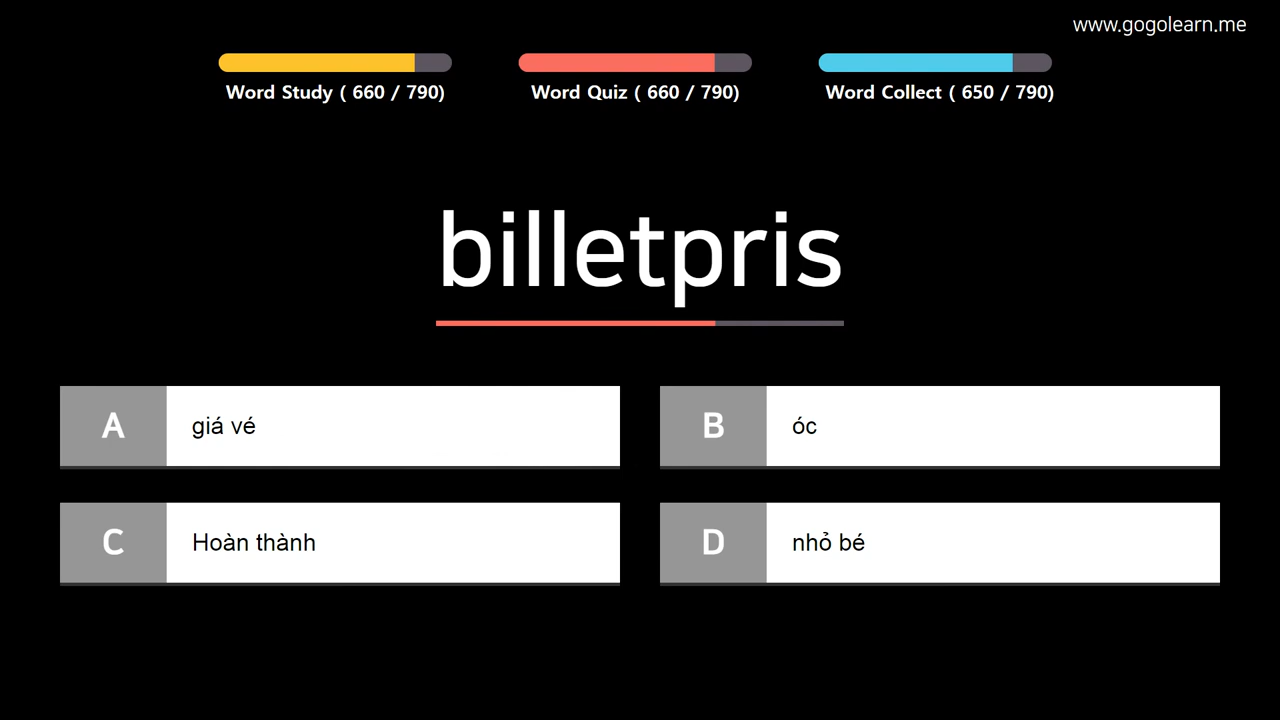 www.gogolearn.me
Word Study ( 660 / 790)
Word Quiz ( 660 / 790)
Word Collect ( 650 / 790)
billetpris
A giá vé
B óc
C Hoàn thành
D nhỏ bé